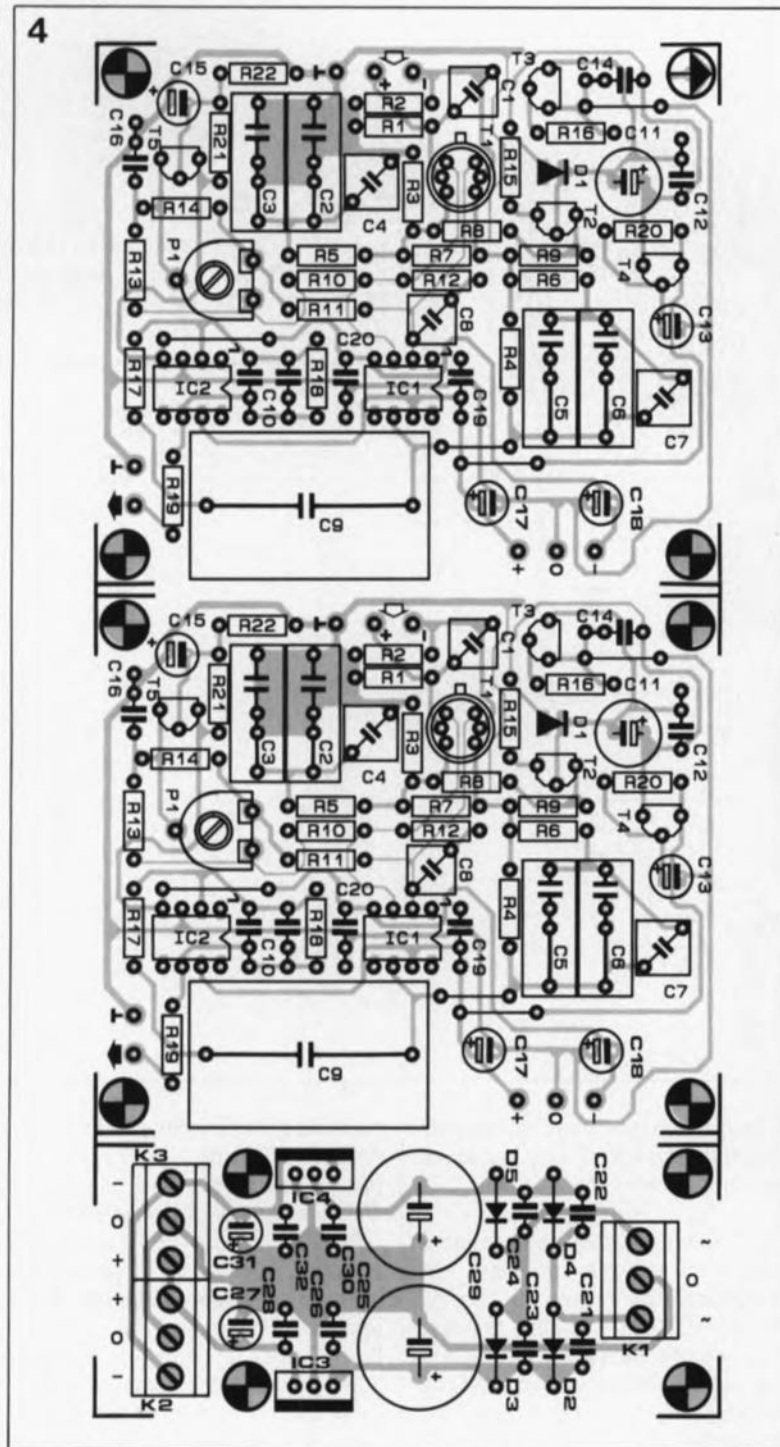 4
C15
R22
⊥
+
-
C1
T3
C14
C16
T5
R21
R2
R1
T1
R15
R16
C11
D1
C12
R14
C3
C2
C4
R3
R8
T2
R20
P1
R13
R5
R7
R9
R10
R12
R6
T4
R11
C8
C13
R17
IC2
C10
R18
C20
IC1
C19
R4
C5
C6
C7
⊥
R19
C9
C17
C18
+
0
-
C15
R22
⊥
+
-
C1
T3
C14
C16
T5
R21
R2
R1
T1
R15
R16
C11
D1
C12
R14
C3
C2
C4
R3
R8
T2
R20
P1
R13
R5
R7
R9
R10
R12
R6
T4
R11
C8
C13
R17
IC2
C10
R18
C20
IC1
C19
R4
C5
C6
C7
⊥
R19
C9
C17
C18
+
0
-
K3
-
0
+
+
0
-
K2
IC4
C31
C27
C32
C28
C30
C26
C25
IC3
+
+
C29
D5
C24
C23
D3
C22
D4
C21
D2
~
0
~
K1